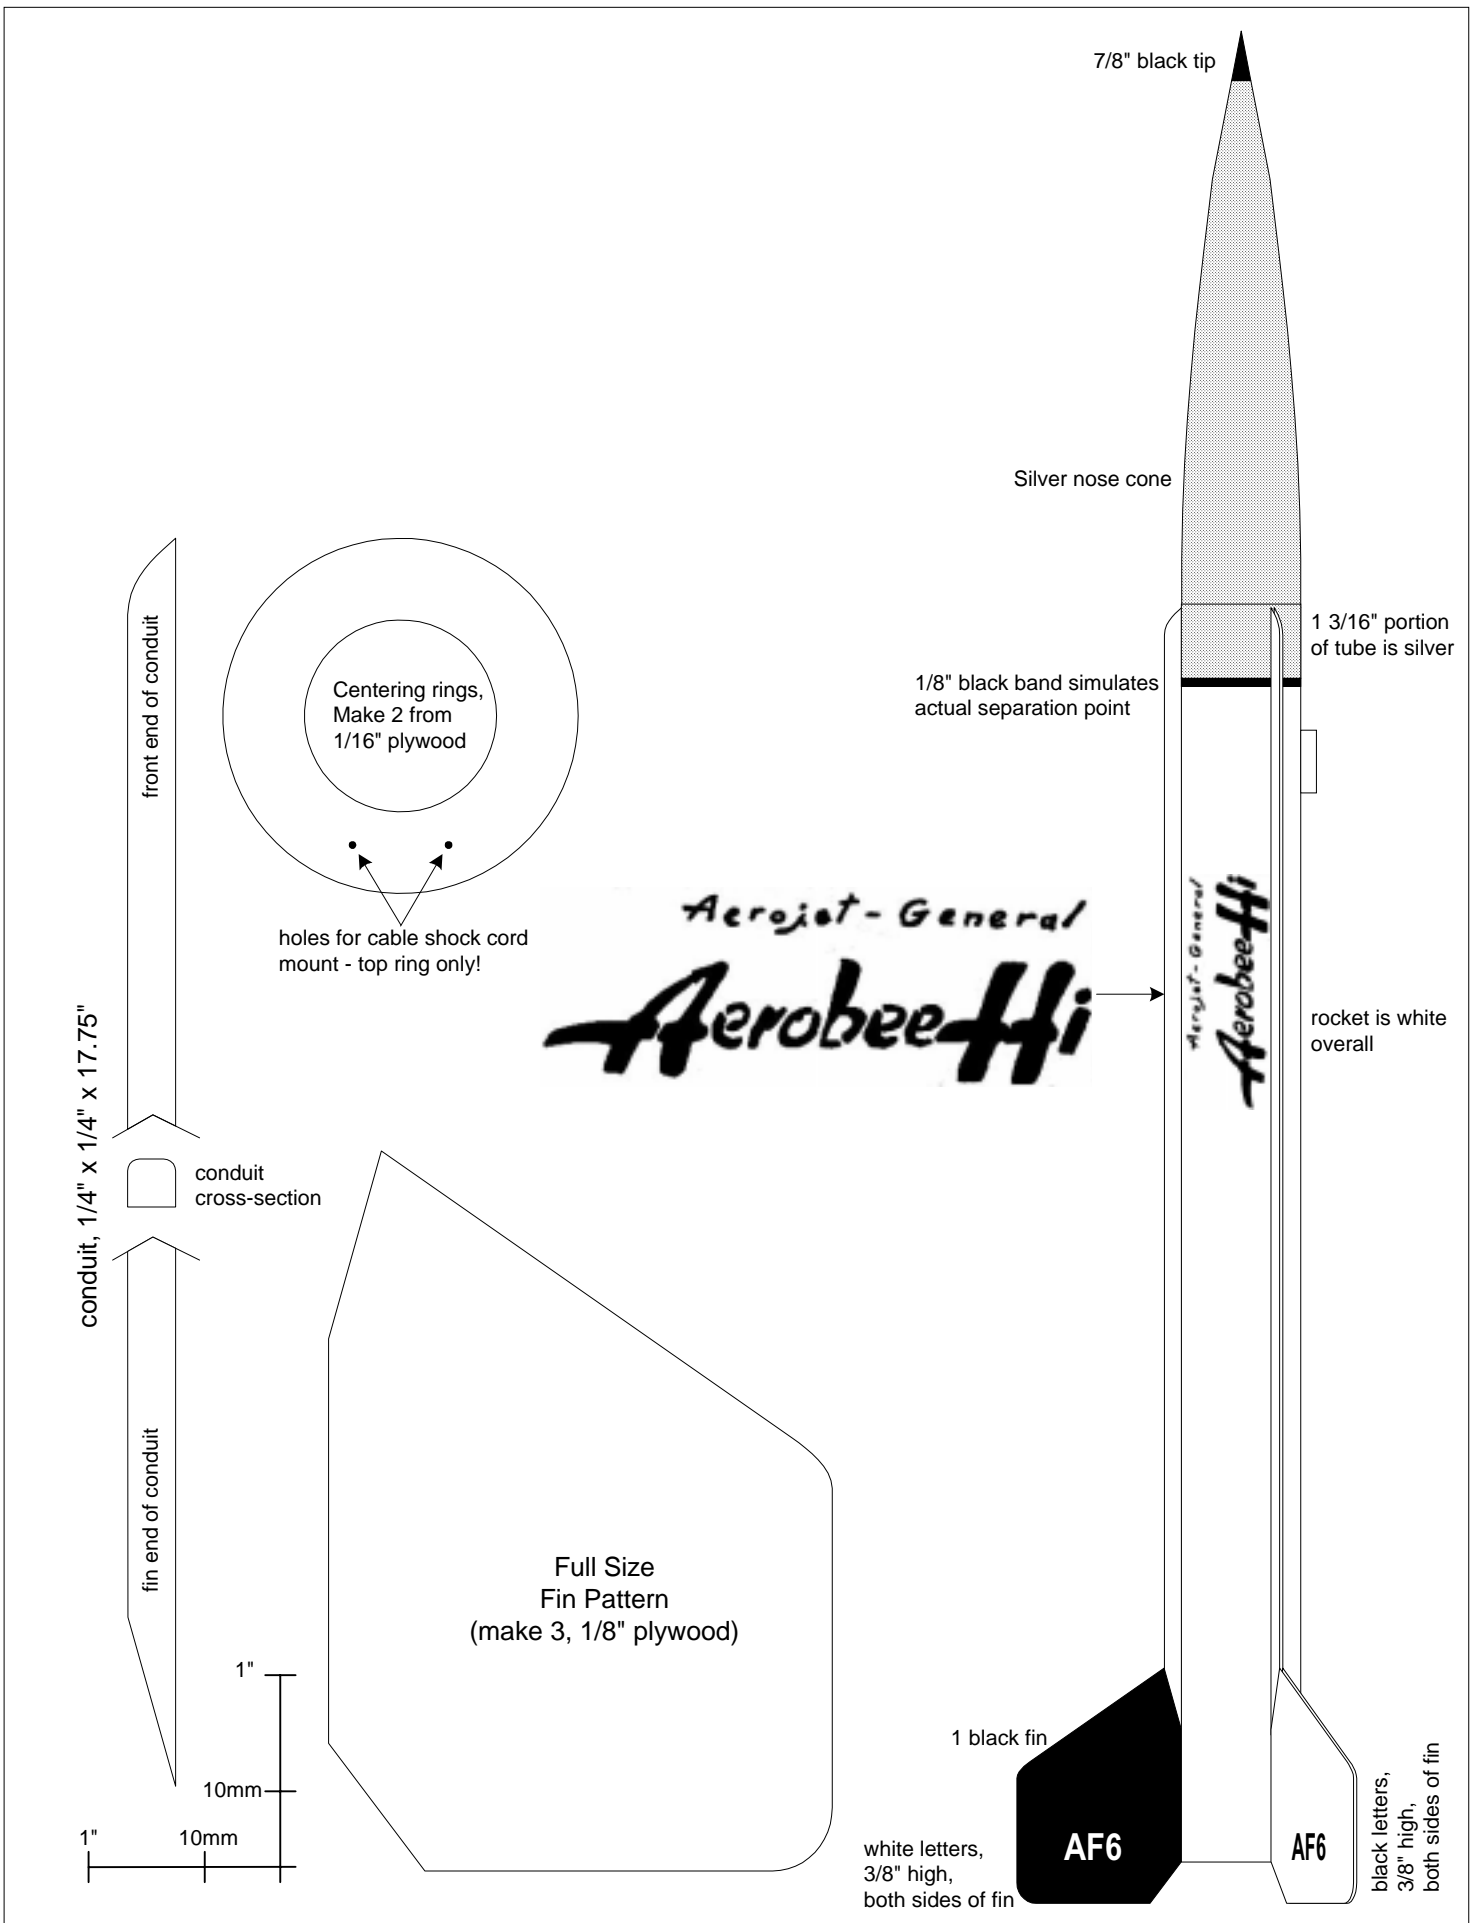 7/8" black tip
Silver nose cone
1 3/16" portion
of tube is silver
1/8" black band simulates
actual separation point
front end of conduit
Centering rings,
Make 2 from
1/16" plywood
holes for cable shock cord
mount - top ring only!
Aerojet - General
AerobeeHi
Aerojet - General
AerobeeHi
rocket is white
overall
conduit, 1/4" x 1/4" x 17.75"
conduit
cross-section
fin end of conduit
Full Size
Fin Pattern
(make 3, 1/8" plywood)
1"
10mm
1"
10mm
1 black fin
AF6
AF6
white letters,
3/8" high,
both sides of fin
black letters,
3/8" high,
both sides of fin